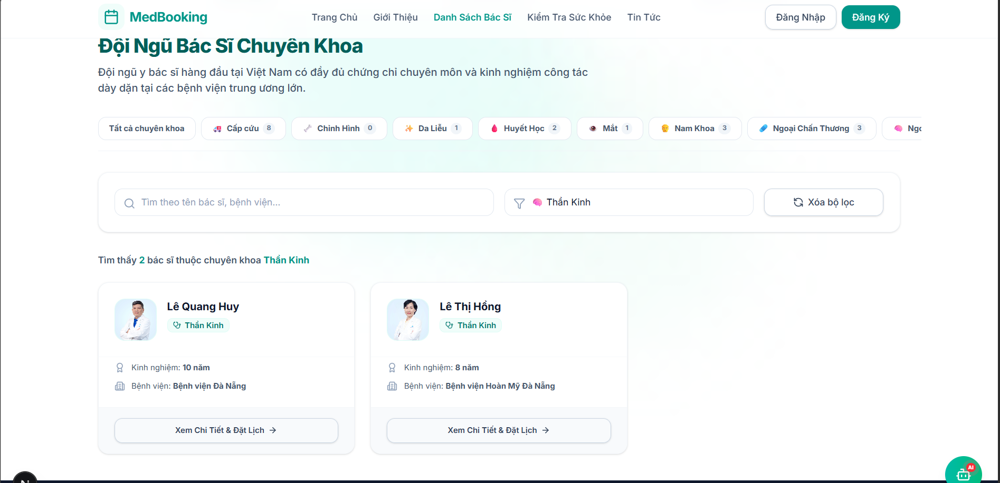 MedBooking
Trang Chủ
Giới Thiệu
Danh Sách Bác Sĩ
Kiểm Tra Sức Khỏe
Tin Tức
Đăng Nhập
Đăng Ký
Đội Ngũ Bác Sĩ Chuyên Khoa
Đội ngũ y bác sĩ hàng đầu tại Việt Nam có đầy đủ chứng chỉ chuyên môn và kinh nghiệm công tác
dày dặn tại các bệnh viện trung ương lớn.
Tất cả chuyên khoa
Cấp cứu 8
Chỉnh Hình 0
Da Liễu 1
Huyết Học 2
Mắt 1
Nam Khoa 3
Ngoại Chấn Thương 3
Tìm theo tên bác sĩ, bệnh viện...
Thần Kinh
Xóa bộ lọc
Tìm thấy 2 bác sĩ thuộc chuyên khoa Thần Kinh
Lê Quang Huy
Thần Kinh
Kinh nghiệm: 10 năm
Bệnh viện: Bệnh viện Đà Nẵng
Xem Chi Tiết & Đặt Lịch →
Lê Thị Hồng
Thần Kinh
Kinh nghiệm: 8 năm
Bệnh viện: Bệnh viện Hoàn Mỹ Đà Nẵng
Xem Chi Tiết & Đặt Lịch →
AI